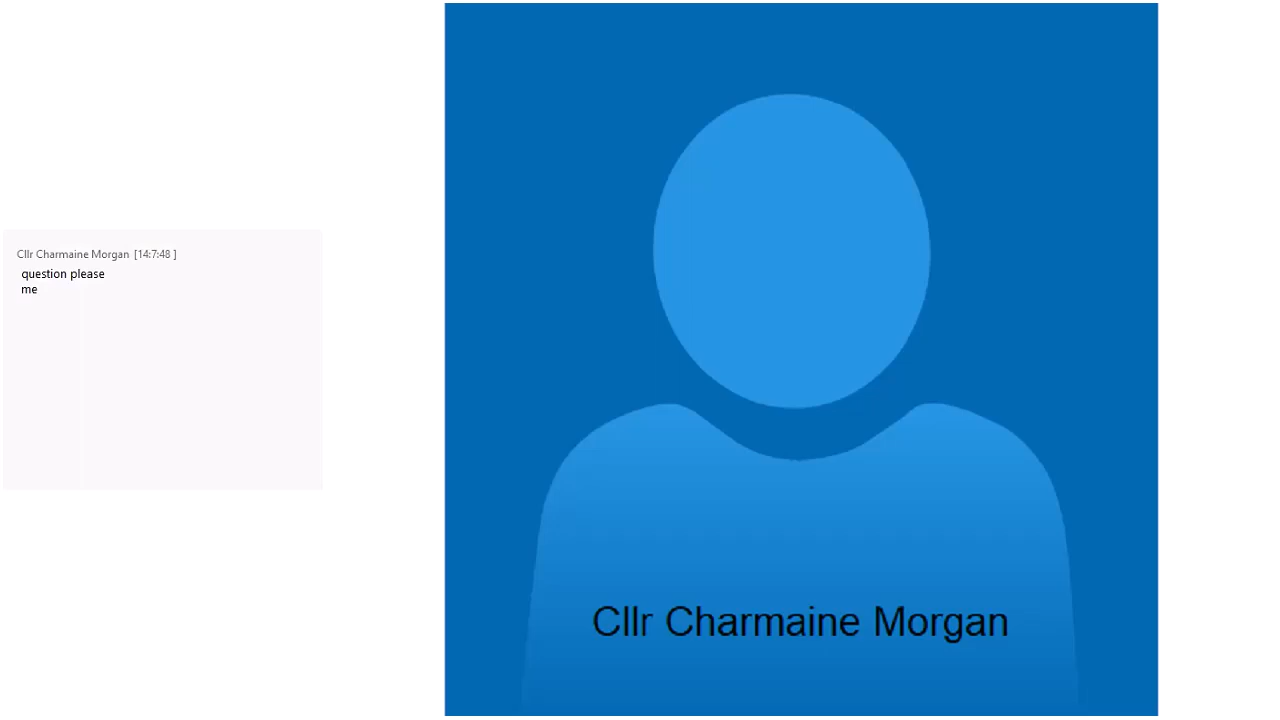 Cllr Charmaine Morgan [14:7:48 ]
question please
me
Cllr Charmaine Morgan